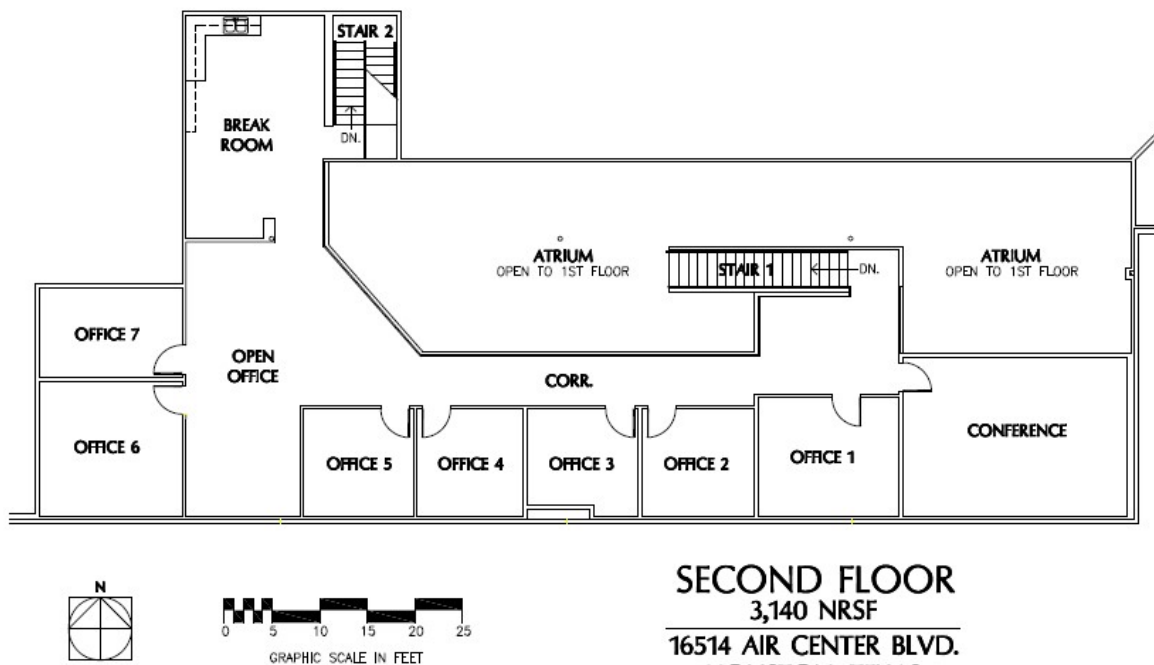 STAIR 2
BREAK
ROOM
DN.
ATRIUM
OPEN TO 1ST FLOOR
STAIR 1
DN.
ATRIUM
OPEN TO 1ST FLOOR
OFFICE 7
OPEN
OFFICE
CORR.
OFFICE 6
OFFICE 5
OFFICE 4
OFFICE 3
OFFICE 2
OFFICE 1
CONFERENCE
N
0 5 10 15 20 25
GRAPHIC SCALE IN FEET
SECOND FLOOR
3,140 NRSF
16514 AIR CENTER BLVD.